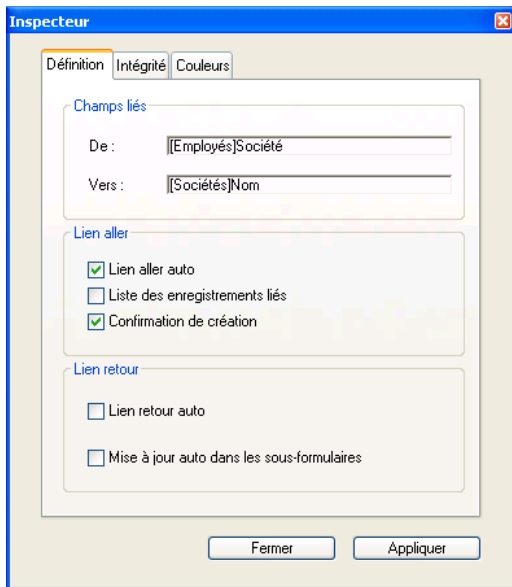 Inspecteur
Définition Intégrité Couleurs
Champs liés
De : [Employés]Société
Vers : [Sociétés]Nom
Lien aller
Lien aller auto
Liste des enregistrements liés
Confirmation de création
Lien retour
Lien retour auto
Mise à jour auto dans les sous-formulaires
Fermer Appliquer